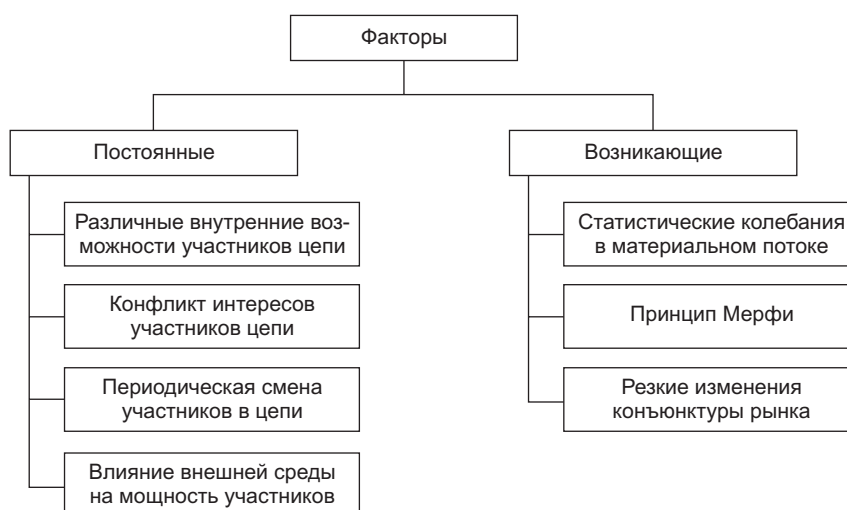 Факторы
Постоянные
Различные внутренние воз-
можности участников цепи
Конфликт интересов
участников цепи
Периодическая смена
участников в цепи
Влияние внешней среды
на мощность участников
Возникающие
Статистические колебания
в материальном потоке
Принцип Мерфи
Резкие изменения
конъюнктуры рынка